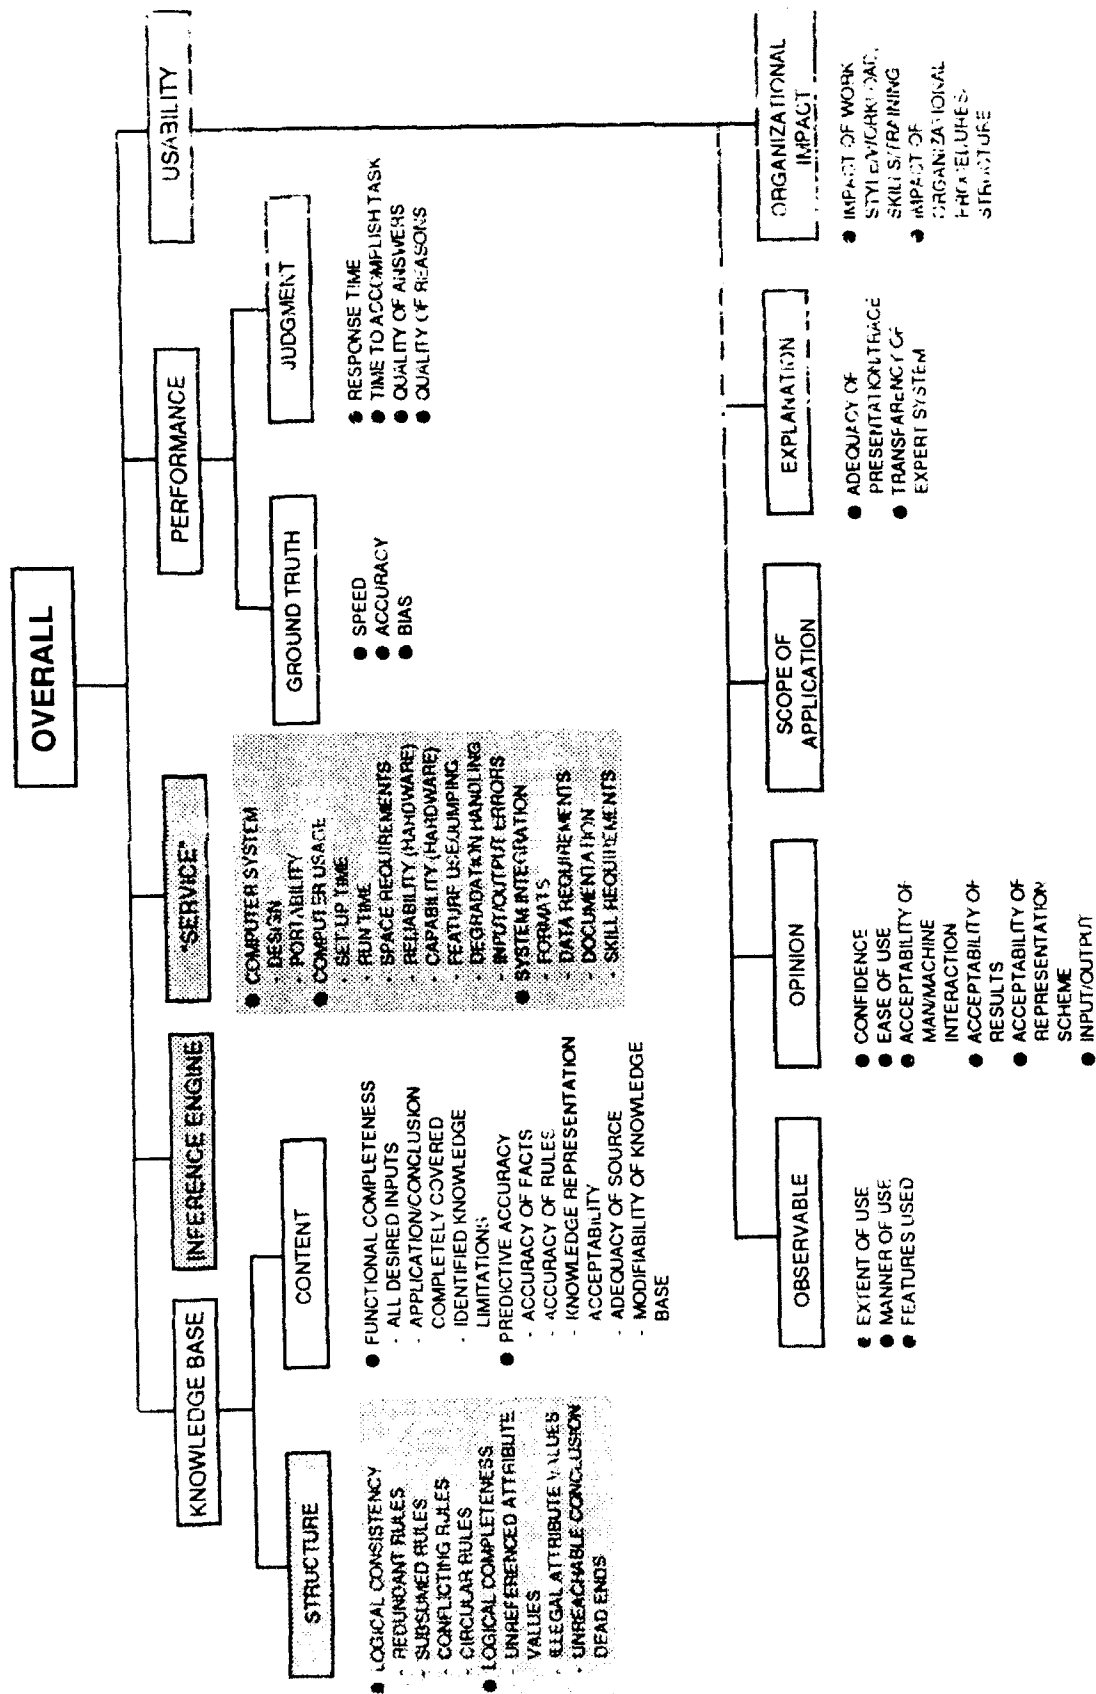 OVERALL
KNOWLEDGE BASE
INFERENCE ENGINE
"SERVICE"
PERFORMANCE
USABILITY
STRUCTURE
● LOGICAL CONSISTENCY
- REDUNDANT RULES
- SUBSUMED RULES
- CONFLICTING RULES
- CIRCULAR RULES
● LOGICAL COMPLETENESS
- UNREFERENCED ATTRIBUTE
VALUES
- ILLEGAL ATTRIBUTE VALUES
- UNREACHABLE CONCLUSION
DEAD ENDS
CONTENT
● FUNCTIONAL COMPLETENESS
- ALL DESIRED INPUTS
- APPLICATION/CONCLUSION
COMPLETELY COVERED
- IDENTIFIED KNOWLEDGE
LIMITATIONS
● PREDICTIVE ACCURACY
- ACCURACY OF FACTS
- ACCURACY OF RULES
- KNOWLEDGE REPRESENTATION
ACCEPTABILITY
- ADEQUACY OF SOURCE
- MODIFIABILITY OF KNOWLEDGE
BASE
● COMPUTER SYSTEM
- DESIGN
- PORTABILITY
● COMPUTER USAGE
- SET-UP TIME
- RUN TIME
- SPACE REQUIREMENTS
- RELIABILITY (HARDWARE)
- CAPABILITY (HARDWARE)
- FEATURE USE/JUMPING
- DEGRADATION HANDLING
- INPUT/OUTPUT ERRORS
● SYSTEM INTEGRATION
- FORMATS
- DATA REQUIREMENTS
- DOCUMENTATION
- SKILL REQUIREMENTS
GROUND TRUTH
● SPEED
● ACCURACY
● BIAS
JUDGMENT
● RESPONSE TIME
● TIME TO ACCOMPLISH TASK
● QUALITY OF ANSWERS
● QUALITY OF REASONS
OBSERVABLE
● EXTENT OF USE
● MANNER OF USE
● FEATURES USED
OPINION
● CONFIDENCE
● EASE OF USE
● ACCEPTABILITY OF
MAN/MACHINE
INTERACTION
● ACCEPTABILITY OF
RESULTS
● ACCEPTABILITY OF
REPRESENTATION
SCHEME
● INPUT/OUTPUT
SCOPE OF
APPLICATION
EXPLANATION
● ADEQUACY OF
PRESENTATION/TRACE
● TRANSPARENCY OF
EXPERT SYSTEM
ORGANIZATIONAL
IMPACT
● IMPACT OF WORK
STYLE/WORKLOAD,
SKILLS/TRAINING
● IMPACT OF
ORGANIZATIONAL
PROCEDURES-
STRUCTURE